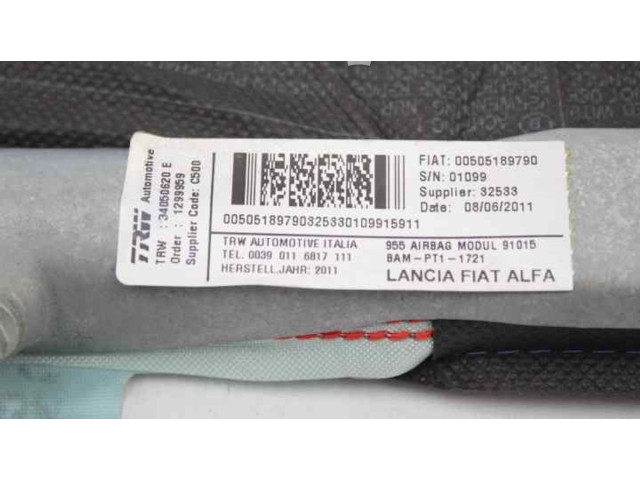 TRW Automotive
TRW : 34050620 E
Order : 1299959
Supplier Code: C500
FIAT: 00505189790
S/N: 01099
Supplier: 32533
Date: 08/06/2011
00505189790325330109915911
TRW AUTOMOTIVE ITALIA
TEL. 0039 011 6817 111
HERSTELL.JAHR: 2011
955 AIRBAG MODUL 91015
BAM-PT1-1721
LANCIA FIAT ALFA